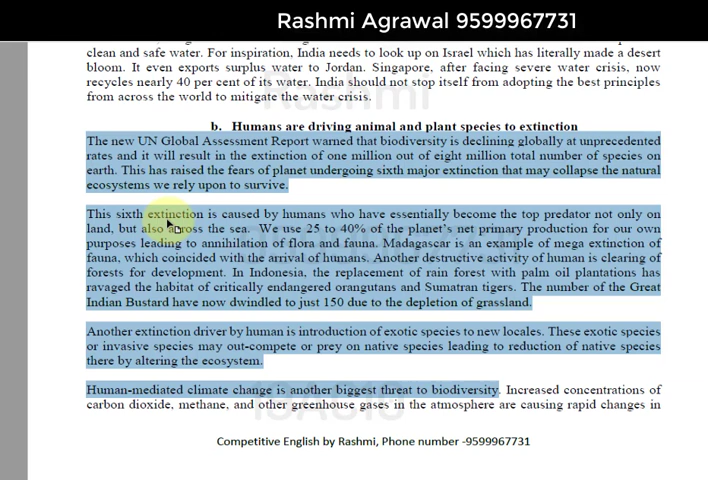 Rashmi Agrawal 9599967731
clean and safe water. For inspiration, India needs to look up on Israel which has literally made a desert
bloom. It even exports surplus water to Jordan. Singapore, after facing severe water crisis, now
recycles nearly 40 per cent of its water. India should not stop itself from adopting the best principles
from across the world to mitigate the water crisis.
Rashmi
b. Humans are driving animal and plant species to extinction
The new UN Global Assessment Report warned that biodiversity is declining globally at unprecedented
rates and it will result in the extinction of one million out of eight million total number of species on
earth. This has raised the fears of planet undergoing sixth major extinction that may collapse the natural
ecosystems we rely upon to survive.
This sixth extinction is caused by humans who have essentially become the top predator not only on
land, but also across the sea. We use 25 to 40% of the planet's net primary production for our own
purposes leading to annihilation of flora and fauna. Madagascar is an example of mega extinction of
fauna, which coincided with the arrival of humans. Another destructive activity of human is clearing of
forests for development. In Indonesia, the replacement of rain forest with palm oil plantations has
ravaged the habitat of critically endangered orangutans and Sumatran tigers. The number of the Great
Indian Bustard have now dwindled to just 150 due to the depletion of grassland.
Another extinction driver by human is introduction of exotic species to new locales. These exotic species
or invasive species may out-compete or prey on native species leading to reduction of native species
there by altering the ecosystem.
Human-mediated climate change is another biggest threat to biodiversity. Increased concentrations of
carbon dioxide, methane, and other greenhouse gases in the atmosphere are causing rapid changes in
Competitive English by Rashmi, Phone number -9599967731